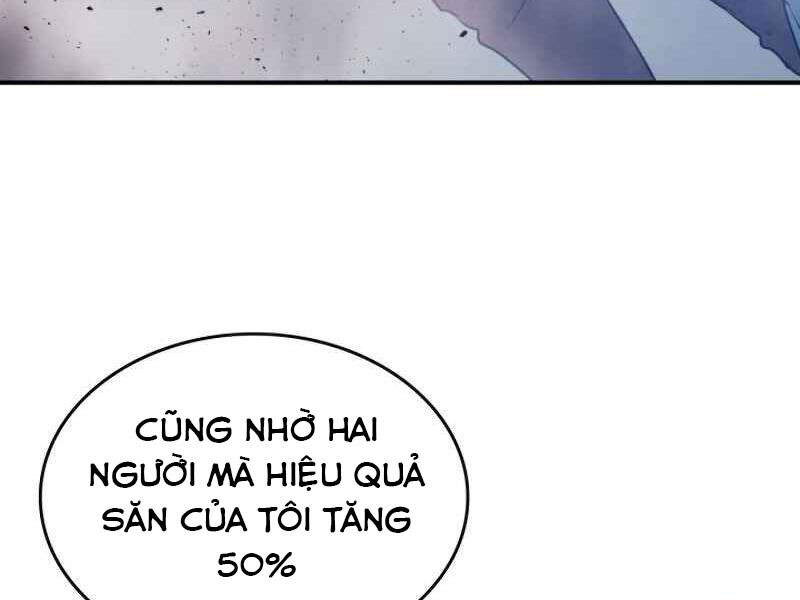 CŨNG NHỜ HAI
NGƯỜI MÀ HIỆU QUẢ
SĂN CỦA TÔI TĂNG
50%